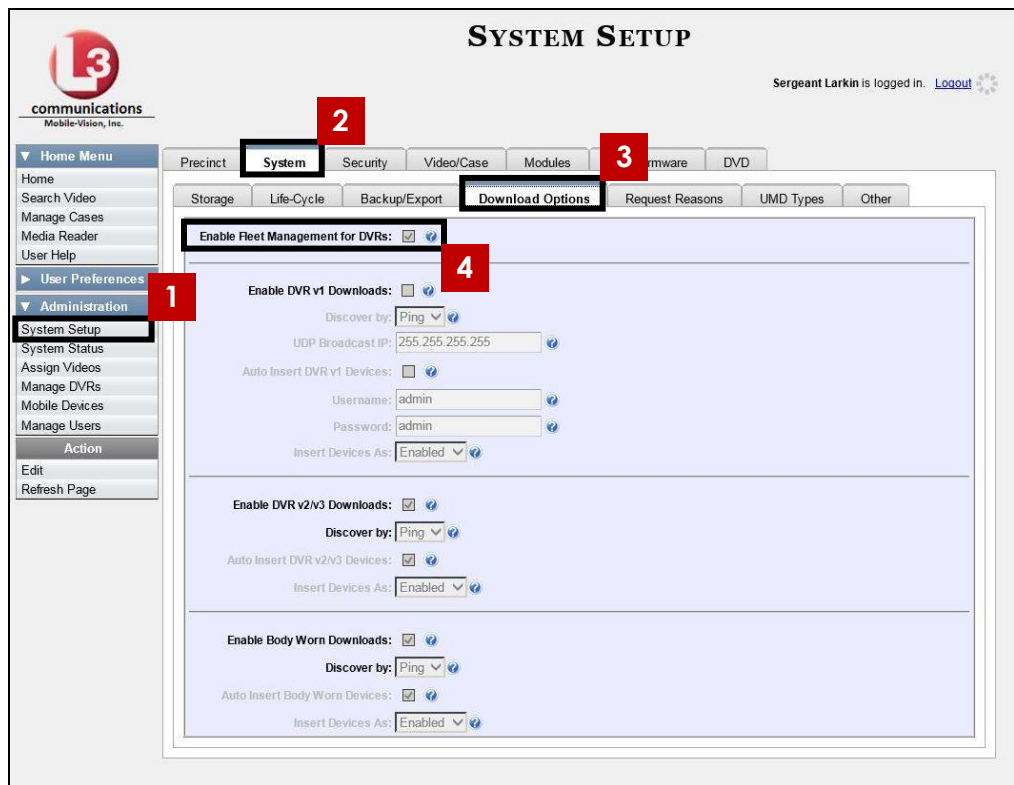 SYSTEM SETUP
L3
communications
Mobile-Vision, Inc.
Sergeant Larkin is logged in. Logout
2
3
Precinct System Security Video/Case Modules rmware DVD
Storage Life-Cycle Backup/Export Download Options Request Reasons UMD Types Other
Home Menu
Home
Search Video
Manage Cases
Media Reader
User Help
User Preferences
1
Administration
System Setup
System Status
Assign Videos
Manage DVRs
Mobile Devices
Manage Users
Action
Edit
Refresh Page
Enable Fleet Management for DVRs:
4
Enable DVR v1 Downloads:
Discover by: Ping
UDP Broadcast IP: 255.255.255.255
Auto Insert DVR v1 Devices:
Username: admin
Password: admin
Insert Devices As: Enabled
Enable DVR v2/v3 Downloads:
Discover by: Ping
Auto Insert DVR v2/v3 Devices:
Insert Devices As: Enabled
Enable Body Worn Downloads:
Discover by: Ping
Auto Insert Body Worn Devices:
Insert Devices As: Enabled